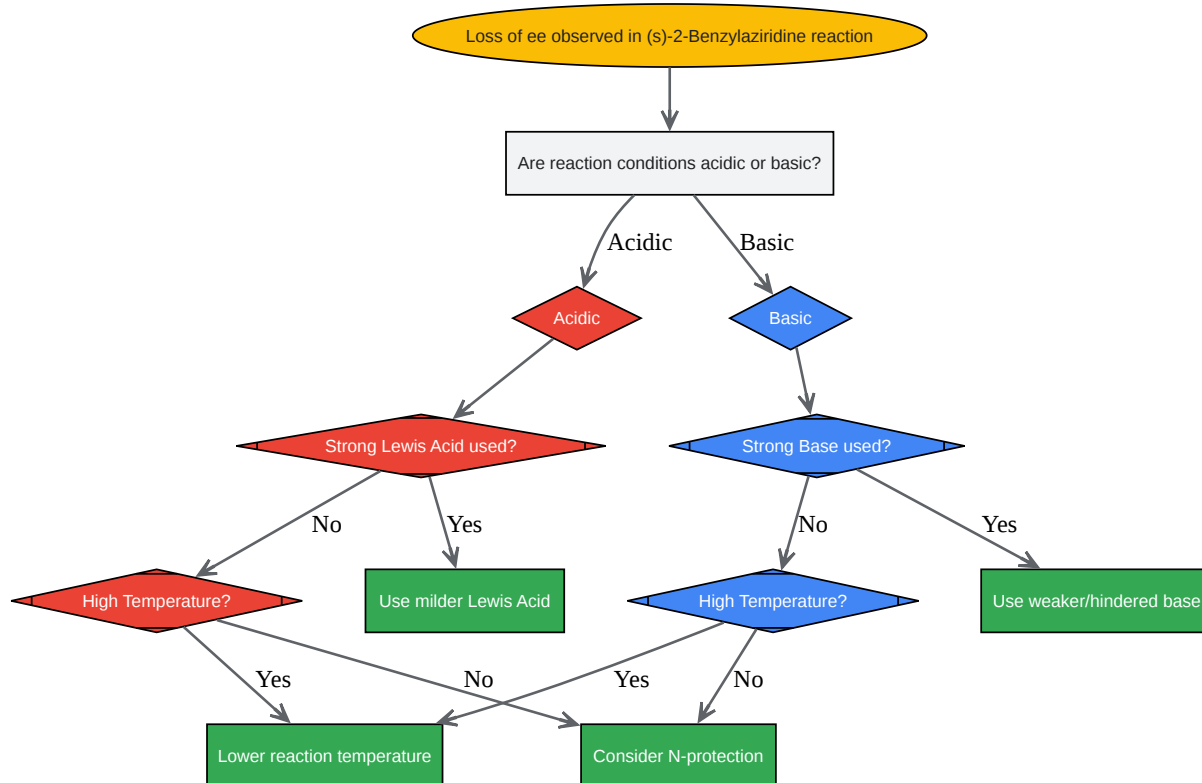 Loss of ee observed in (s)-2-Benzylaziridine reaction
Are reaction conditions acidic or basic?
Acidic
Basic
Acidic
Basic
Strong Lewis Acid used?
Strong Base used?
No
Yes
No
Yes
High Temperature?
Use milder Lewis Acid
High Temperature?
Use weaker/hindered base
Yes
No
Yes
No
Lower reaction temperature
Consider N-protection